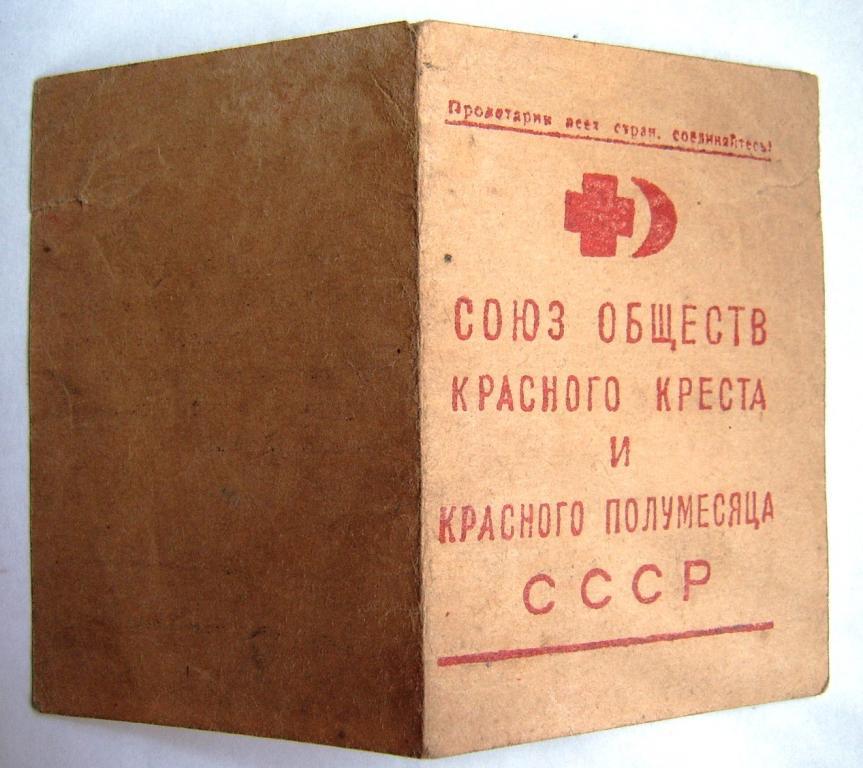 Пролетарии всех стран, соединяйтесь!
СОЮЗ ОБЩЕСТВ
КРАСНОГО КРЕСТА
И
КРАСНОГО ПОЛУМЕСЯЦА
СССР